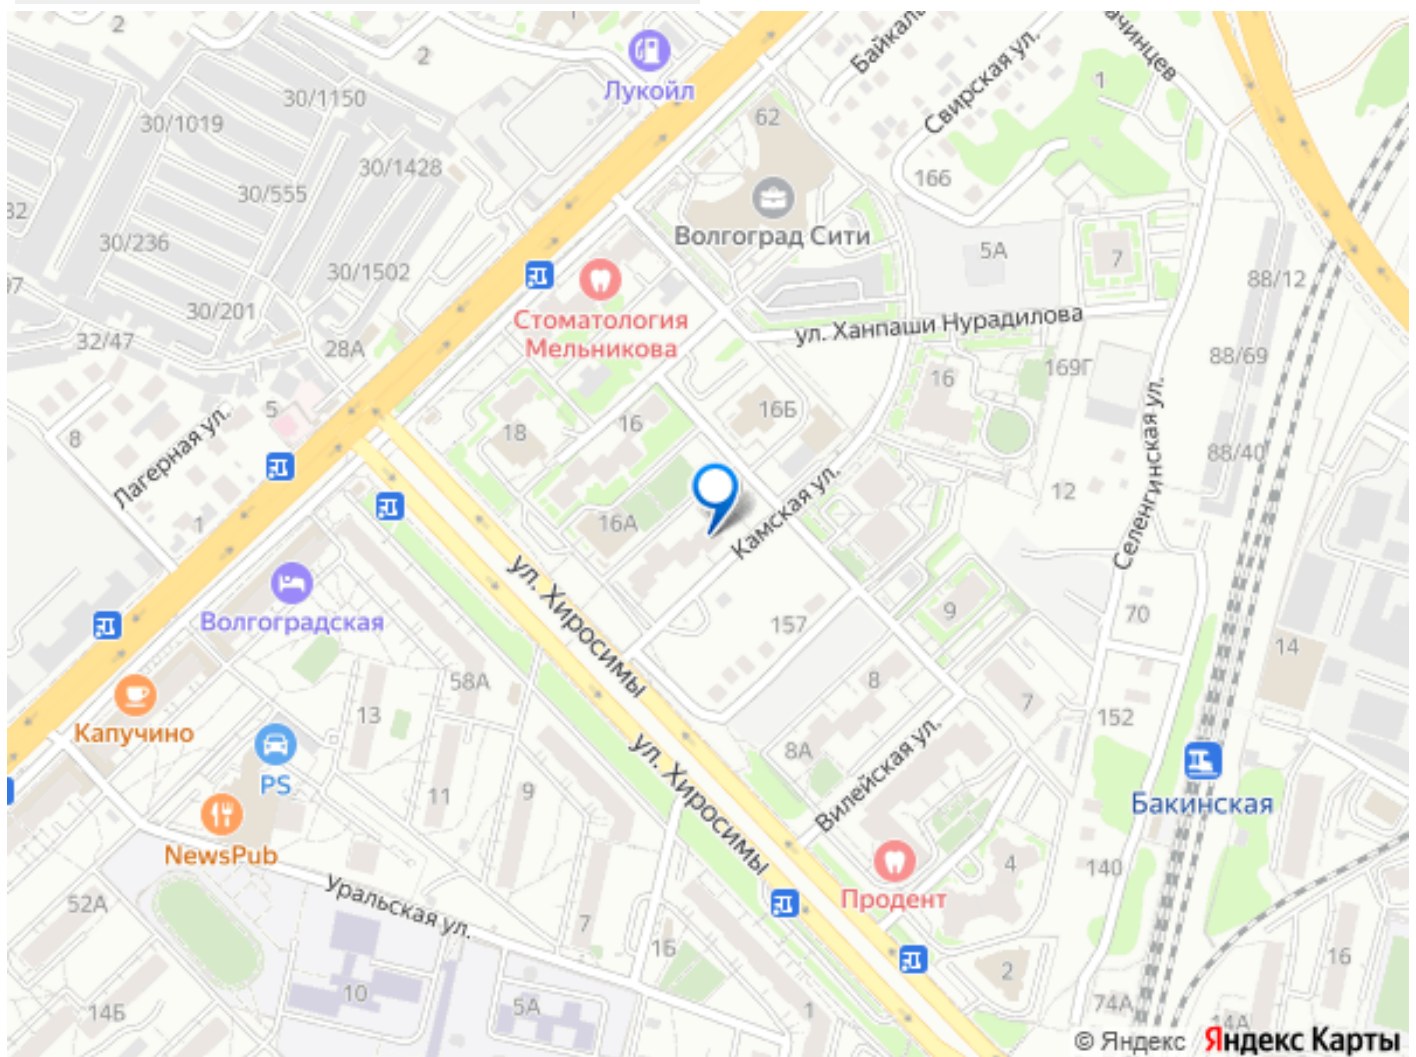 2
2
1
Лукойл
30/1150
30/1019
30/1428
30/555
30/236
30/1502
30/201
32/47
28А
32
97
62
Байкал
Свирская ул.
ачинцев
1
166
Волгоград Сити
5А
7
88/12
ул. Ханпаши Нурадилова
88/69
88/40
169Г
16
Стоматология
Мельникова
16Б
16
18
16А
5
8
Лагерная ул.
1
Камская ул.
12
Селенгинская ул.
ул. Хиросимы
157
9
70
14
Волгоградская
58А
13
Капучино
PS
11
9
NewsPub
8
7
8А
152
Вилейская ул.
Бакинская
ул. Хиросимы
Продент
4
140
52А
Уральская ул.
7
1Б
2
16
10
5А
1
14Б
74А
14А
© Яндекс Яндекс Карты